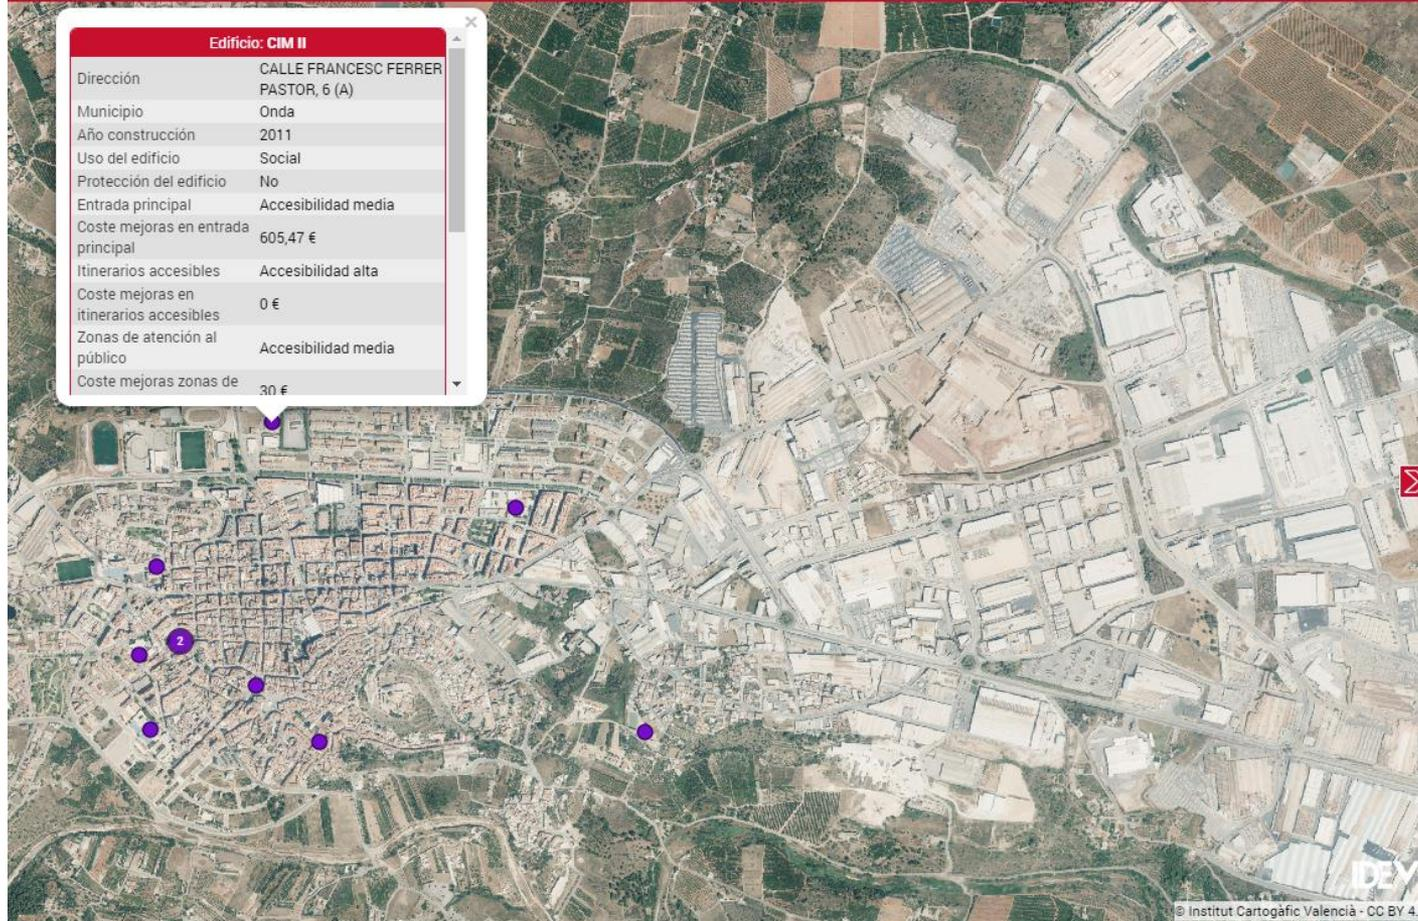 ×
Edificio: CIM II
Dirección
CALLE FRANCESC FERRER
PASTOR, 6 (A)
Municipio Onda
Año construcción 2011
Uso del edificio Social
Protección del edificio No
Entrada principal Accesibilidad media
Coste mejoras en entrada
principal
605,47 €
Itinerarios accesibles Accesibilidad alta
Coste mejoras en
itinerarios accesibles
0 €
Zonas de atención al
público
Accesibilidad media
Coste mejoras zonas de
30 €
2
IDEV
© Institut Cartogàfic Valencià - CC BY 4